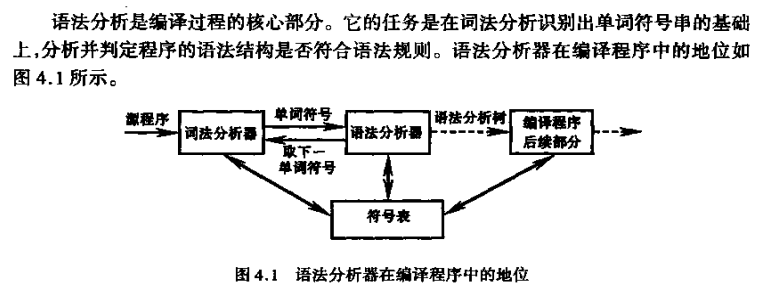 语法分析是编译过程的核心部分。它的任务是在词法分析识别出单词符号串的基础
上,分析并判定程序的语法结构是否符合语法规则。语法分析器在编译程序中的地位如
图4.1所示。
源程序
词法分析器
单词符号
取下一
单词符号
语法分析器
语法分析树
编译程序
后续部分
符号表
图4.1 语法分析器在编译程序中的地位